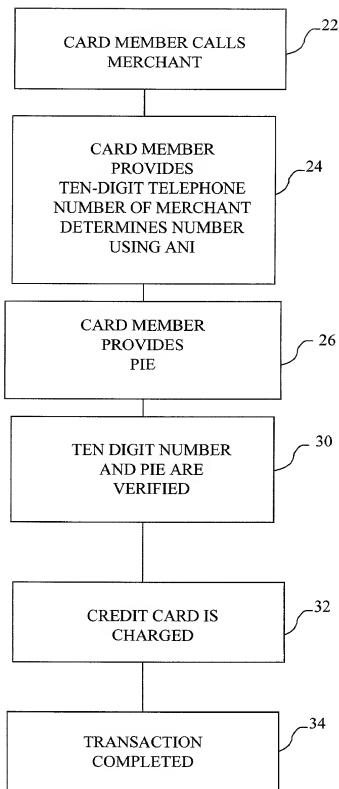 CARD MEMBER CALLS
MERCHANT
22
CARD MEMBER
PROVIDES
TEN-DIGIT TELEPHONE
NUMBER OF MERCHANT
DETERMINES NUMBER
USING ANI
24
CARD MEMBER
PROVIDES
PIE
26
TEN DIGIT NUMBER
AND PIE ARE
VERIFIED
30
CREDIT CARD IS
CHARGED
32
TRANSACTION
COMPLETED
34